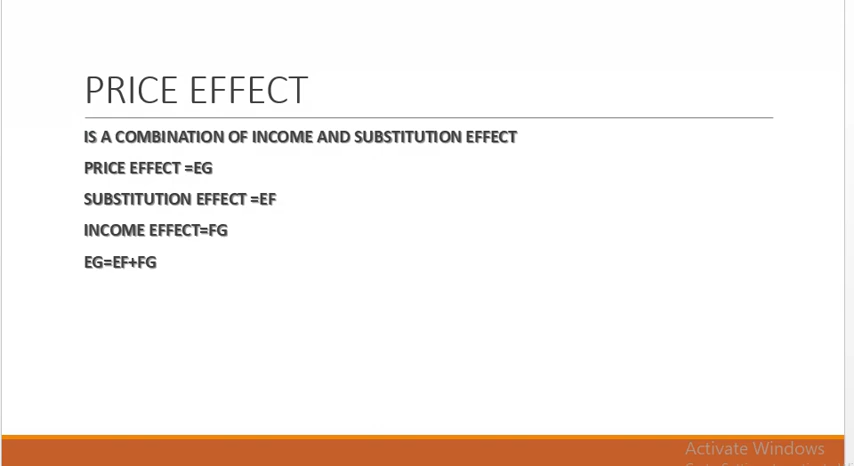 PRICE EFFECT
IS A COMBINATION OF INCOME AND SUBSTITUTION EFFECT
PRICE EFFECT =EG
SUBSTITUTION EFFECT =EF
INCOME EFFECT=FG
EG=EF+FG
Activate Windows